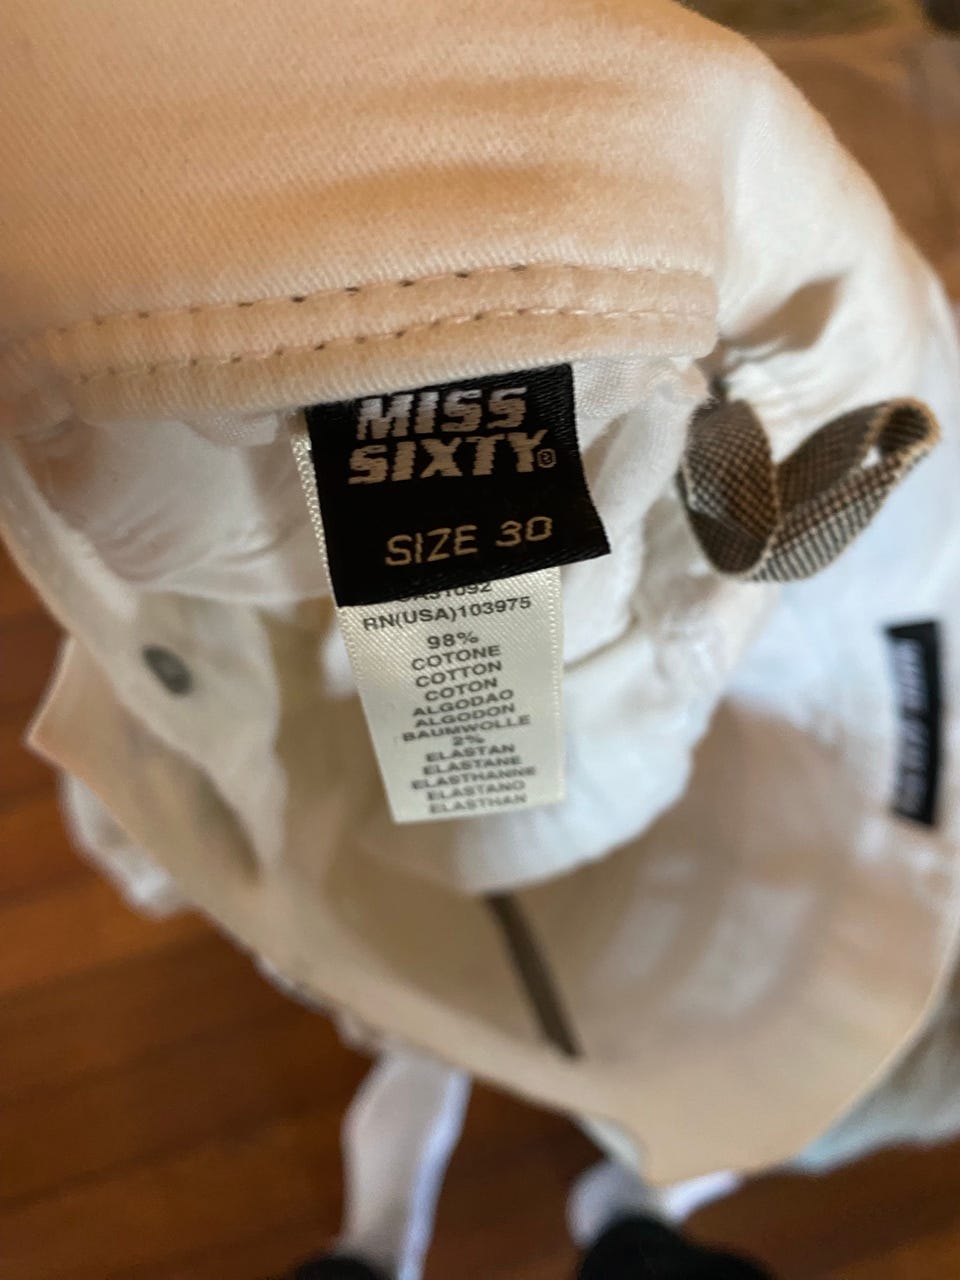 MISS
SIXTY®
SIZE 30
RN(USA)103975
98%
COTONE
COTTON
COTON
ALGODAO
ALGODON
BAUMWOLLE
2%
ELASTAN
ELASTANE
ELASTHANNE
ELASTANO
ELASTHAN